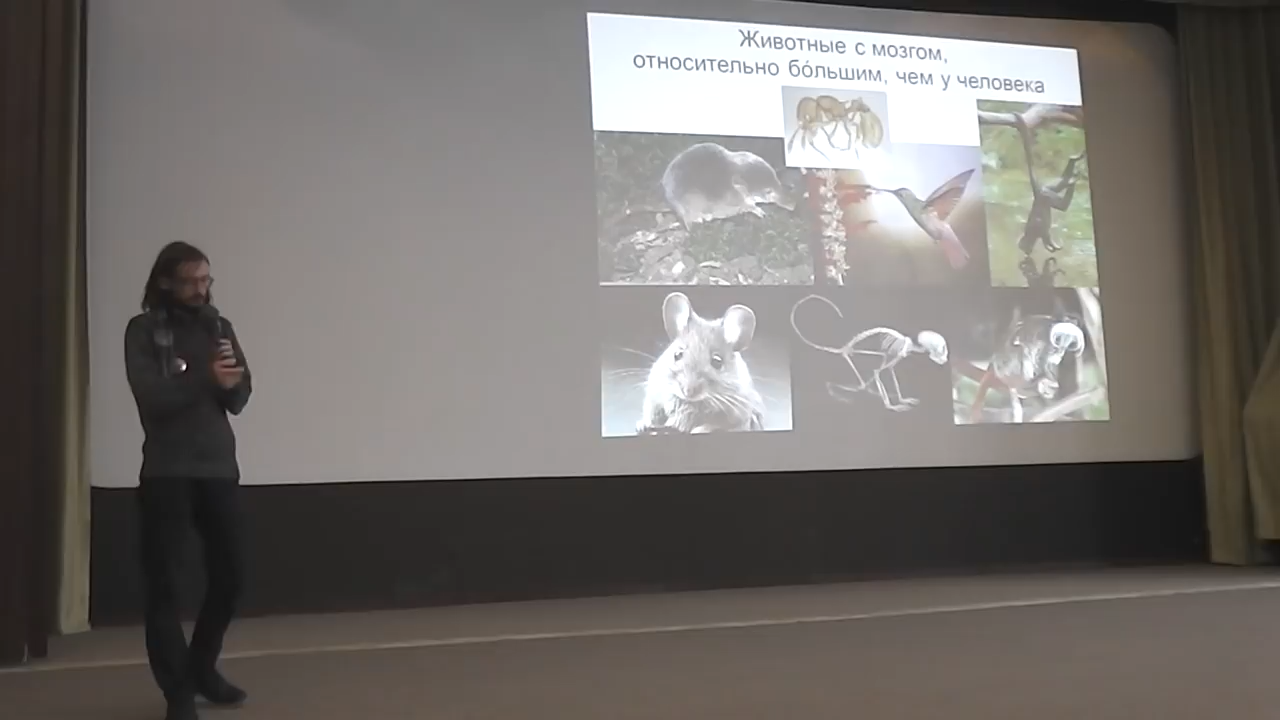 Животные с мозгом,
относительно бо́льшим, чем у человека